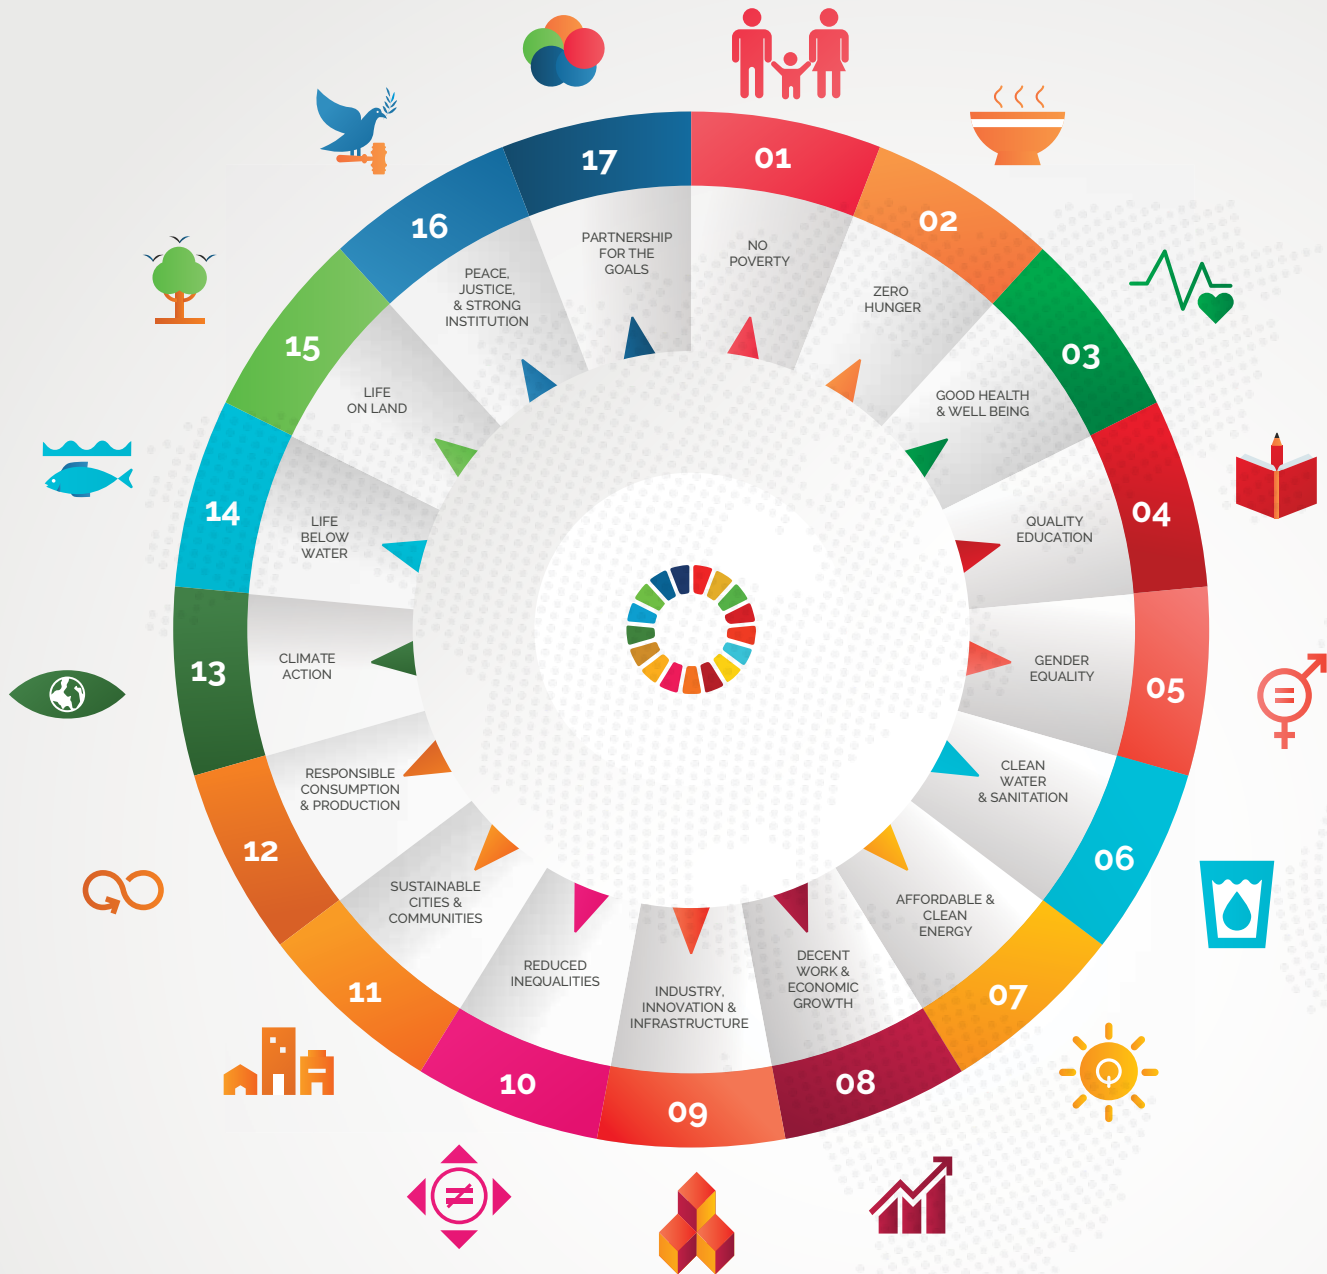 01
NO
POVERTY
02
ZERO
HUNGER
03
GOOD HEALTH
& WELL BEING
04
QUALITY
EDUCATION
05
GENDER
EQUALITY
06
CLEAN
WATER
& SANITATION
07
AFFORDABLE &
CLEAN
ENERGY
08
DECENT
WORK &
ECONOMIC
GROWTH
09
INDUSTRY,
INNOVATION &
INFRASTRUCTURE
10
REDUCED
INEQUALITIES
11
SUSTAINABLE
CITIES &
COMMUNITIES
12
RESPONSIBLE
CONSUMPTION
& PRODUCTION
13
CLIMATE
ACTION
14
LIFE
BELOW
WATER
15
LIFE
ON LAND
16
PEACE,
JUSTICE,
& STRONG
INSTITUTION
17
PARTNERSHIP
FOR THE
GOALS